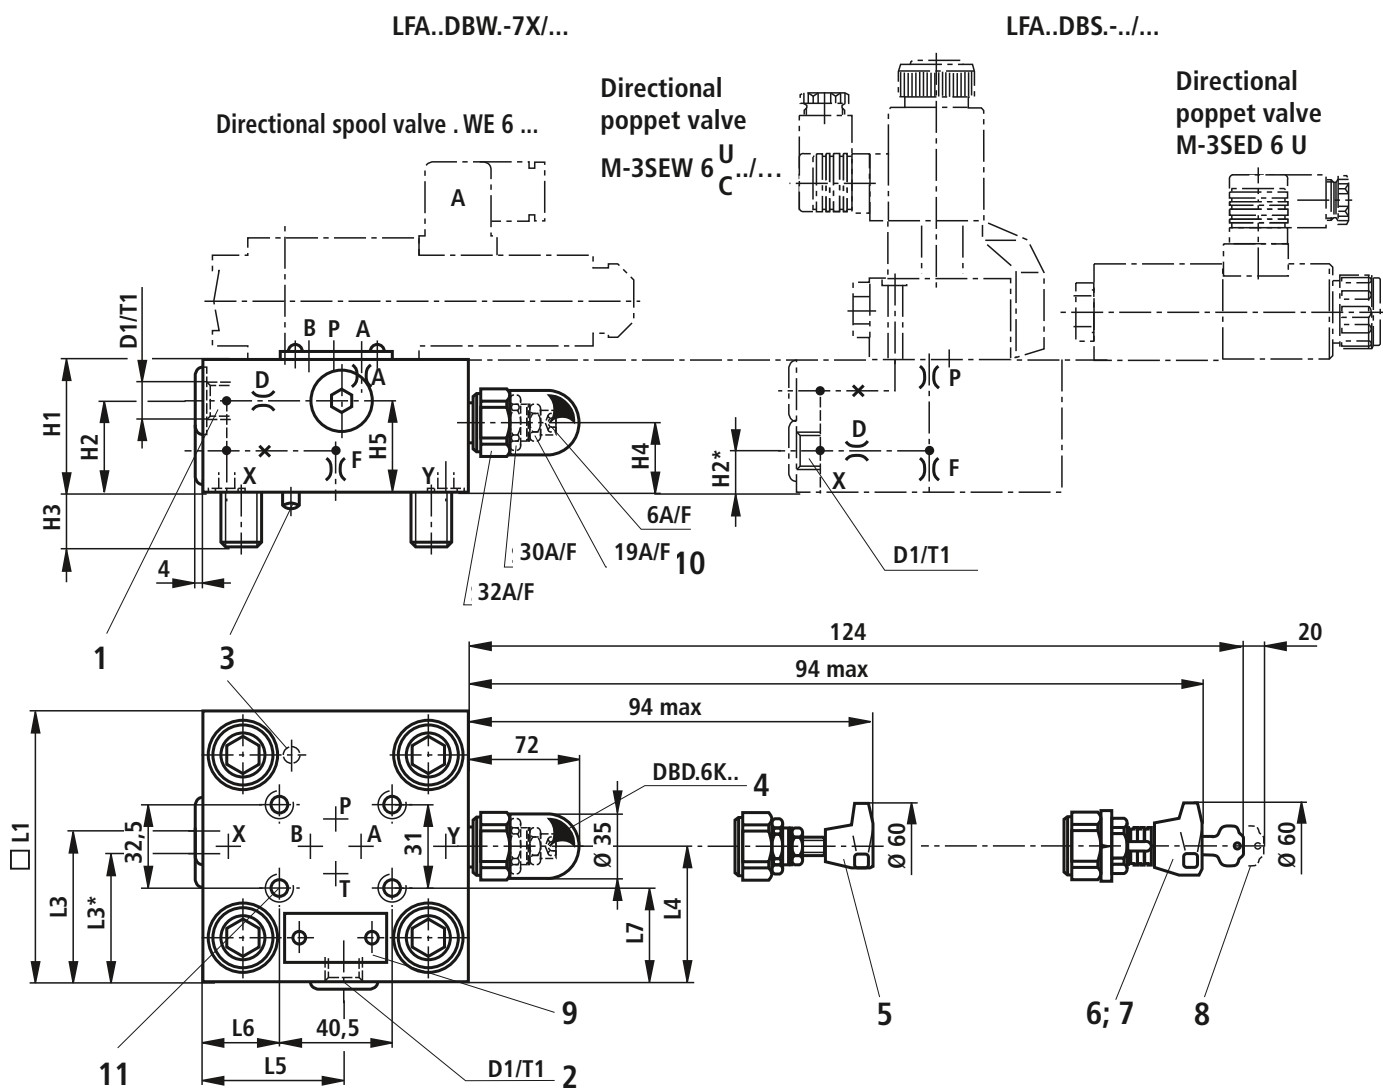 LFA..DBW.-7X/...
LFA..DBS.-../...
Directional spool valve . WE 6 ...
Directional
poppet valve
M-3SEW 6 U ../...
C
Directional
poppet valve
M-3SED 6 U
A
D1/T1
B P A
D
A
H1
H2
H5
F
X
Y
H3
H4
4
6A/F
30A/F
19A/F
10
32A/F
1
3
P
D
F
X
H2*
D1/T1
124
20
94 max
94 max
72
DBD.6K..
4
L1
L3
L3*
32,5
X
B
P
A
T
31
Y
Ø 35
L7
L4
Ø 60
Ø 60
9
5
6; 7
8
L6
40,5
L5
11
D1/T1
2